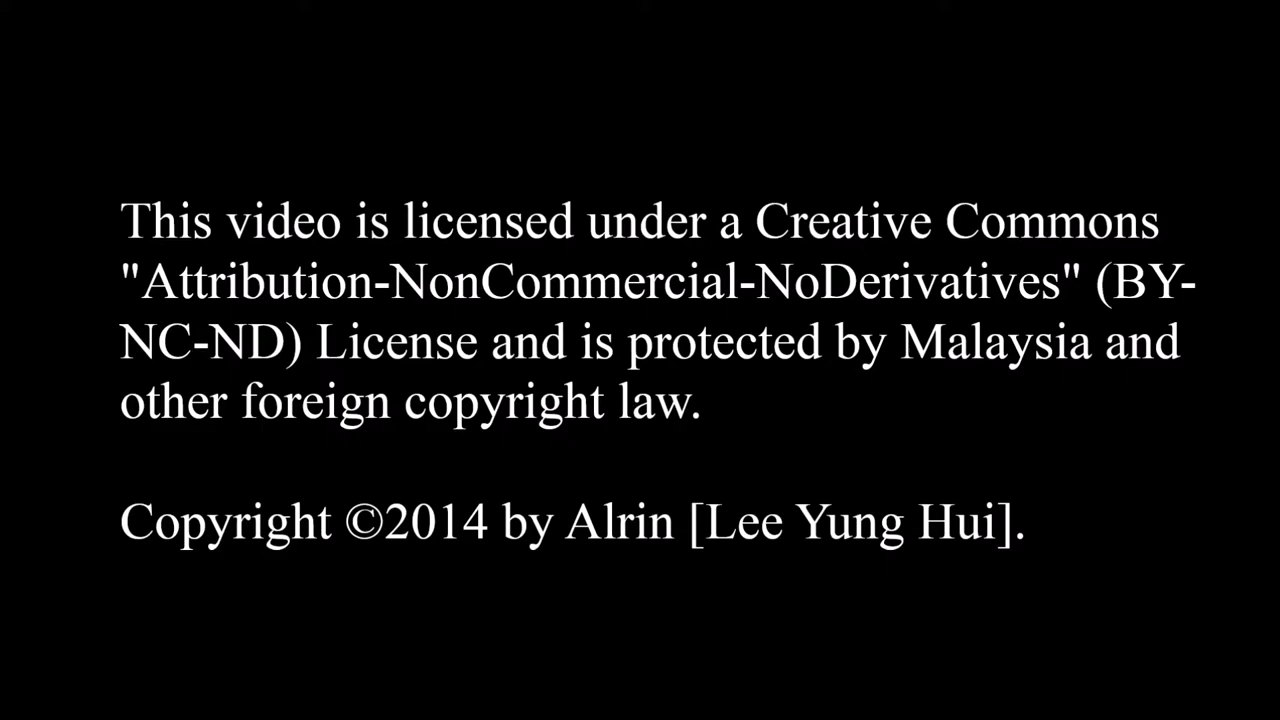 This video is licensed under a Creative Commons
"Attribution-NonCommercial-NoDerivatives" (BY-
NC-ND) License and is protected by Malaysia and
other foreign copyright law.
Copyright ©2014 by Alrin [Lee Yung Hui].